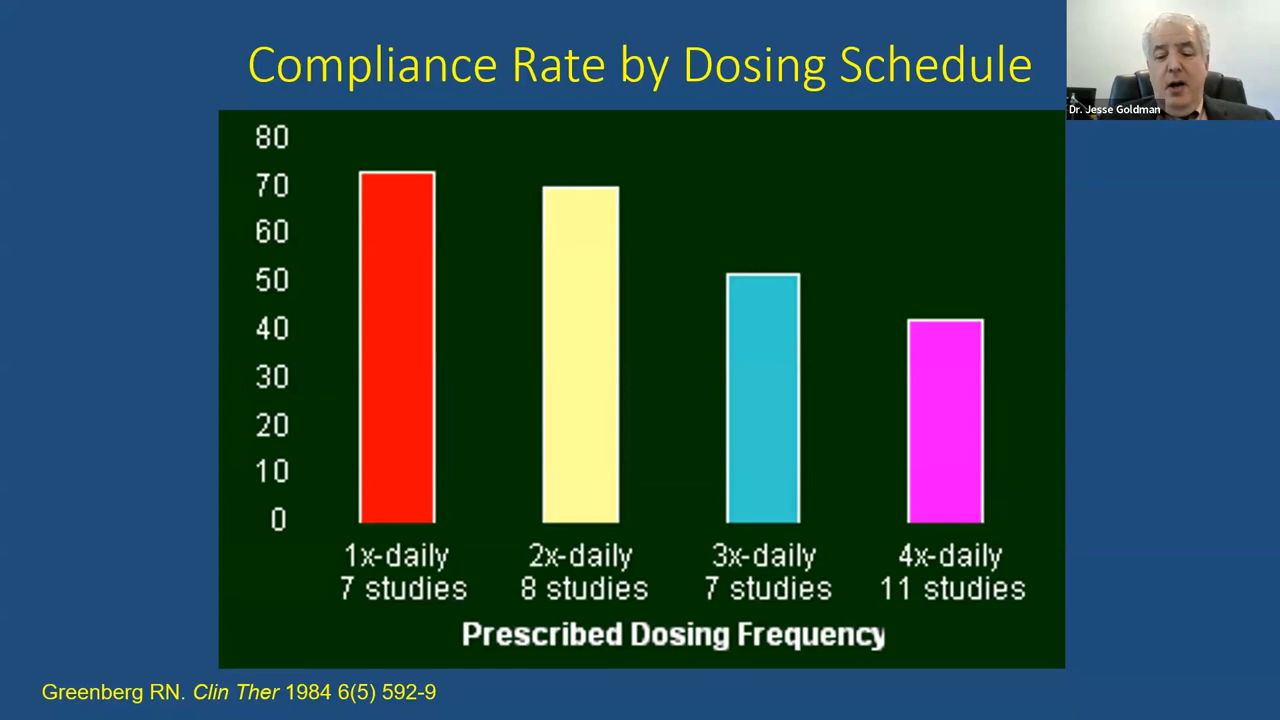 Compliance Rate by Dosing Schedule
Dr. Jesse Goldman
80
70
60
50
40
30
20
10
0
1x-daily 2x-daily 3x-daily 4x-daily
7 studies 8 studies 7 studies 11 studies
Prescribed Dosing Frequency
Greenberg RN. Clin Ther 1984 6(5) 592-9